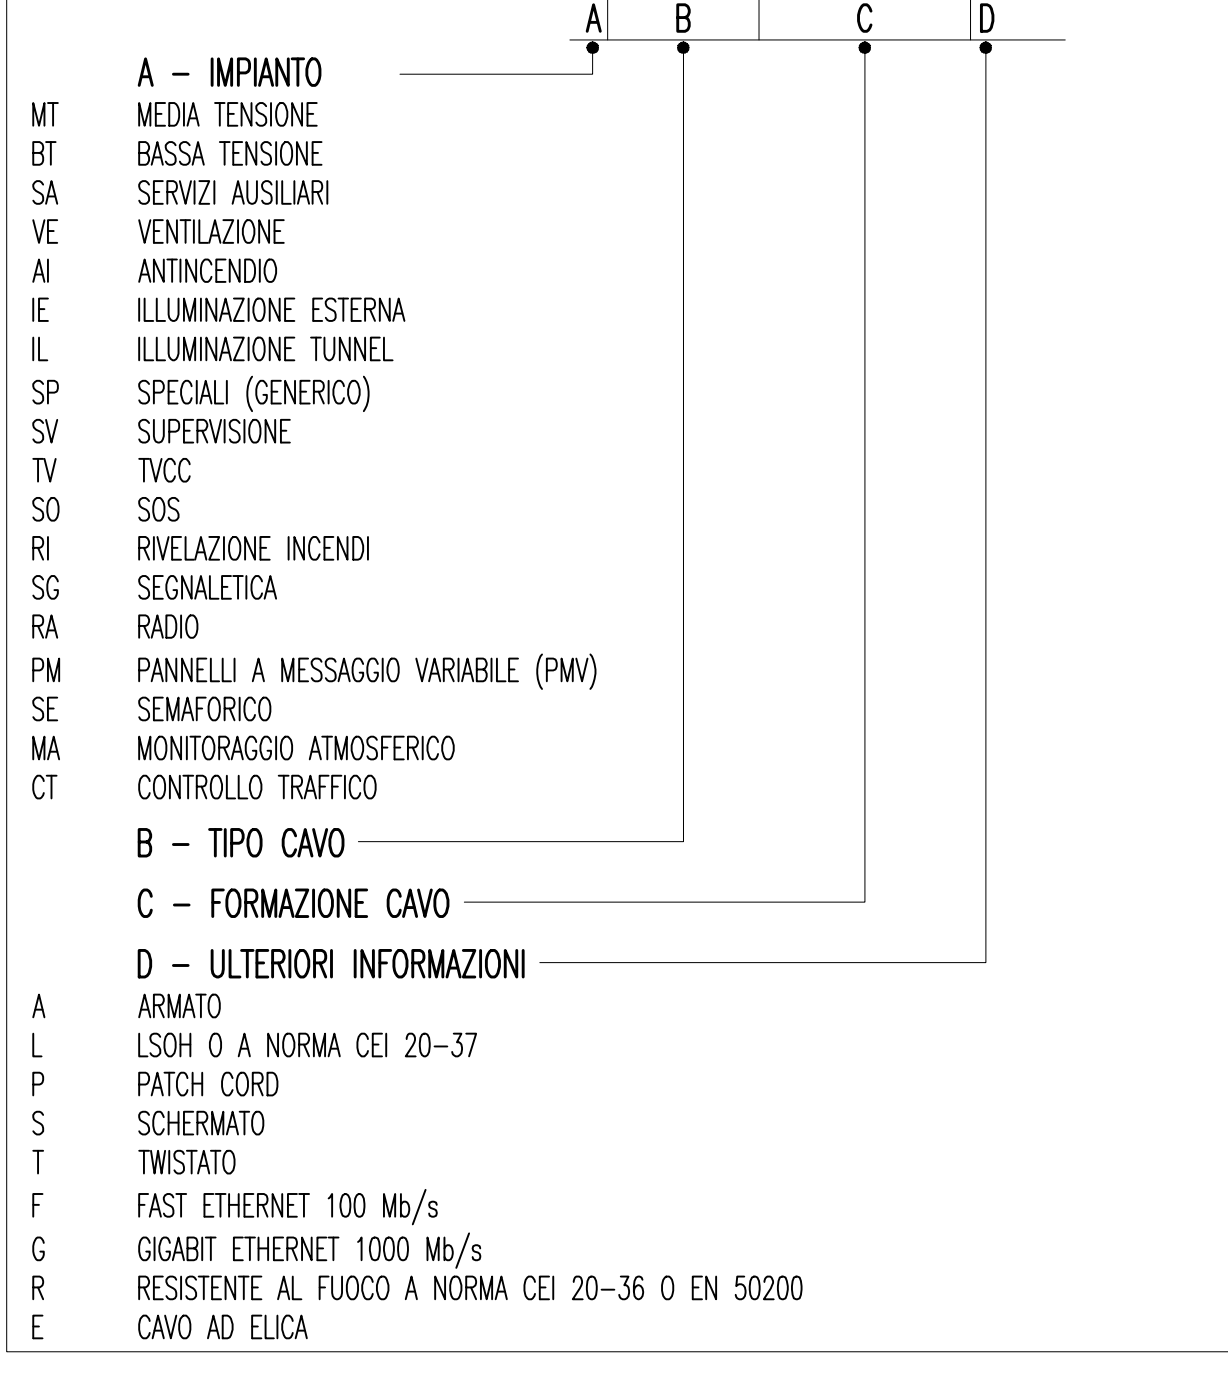 A B C D
A – IMPIANTO
MT MEDIA TENSIONE
BT BASSA TENSIONE
SA SERVIZI AUSILIARI
VE VENTILAZIONE
AI ANTINCENDIO
IE ILLUMINAZIONE ESTERNA
IL ILLUMINAZIONE TUNNEL
SP SPECIALI (GENERICO)
SV SUPERVISIONE
TV TVCC
SO SOS
RI RIVELAZIONE INCENDI
SG SEGNALETICA
RA RADIO
PM PANNELLI A MESSAGGIO VARIABILE (PMV)
SE SEMAFORICO
MA MONITORAGGIO ATMOSFERICO
CT CONTROLLO TRAFFICO
B – TIPO CAVO
C – FORMAZIONE CAVO
D – ULTERIORI INFORMAZIONI
A ARMATO
L LSOH O A NORMA CEI 20–37
P PATCH CORD
S SCHERMATO
T TWISTATO
F FAST ETHERNET 100 Mb/s
G GIGABIT ETHERNET 1000 Mb/s
R RESISTENTE AL FUOCO A NORMA CEI 20–36 O EN 50200
E CAVO AD ELICA